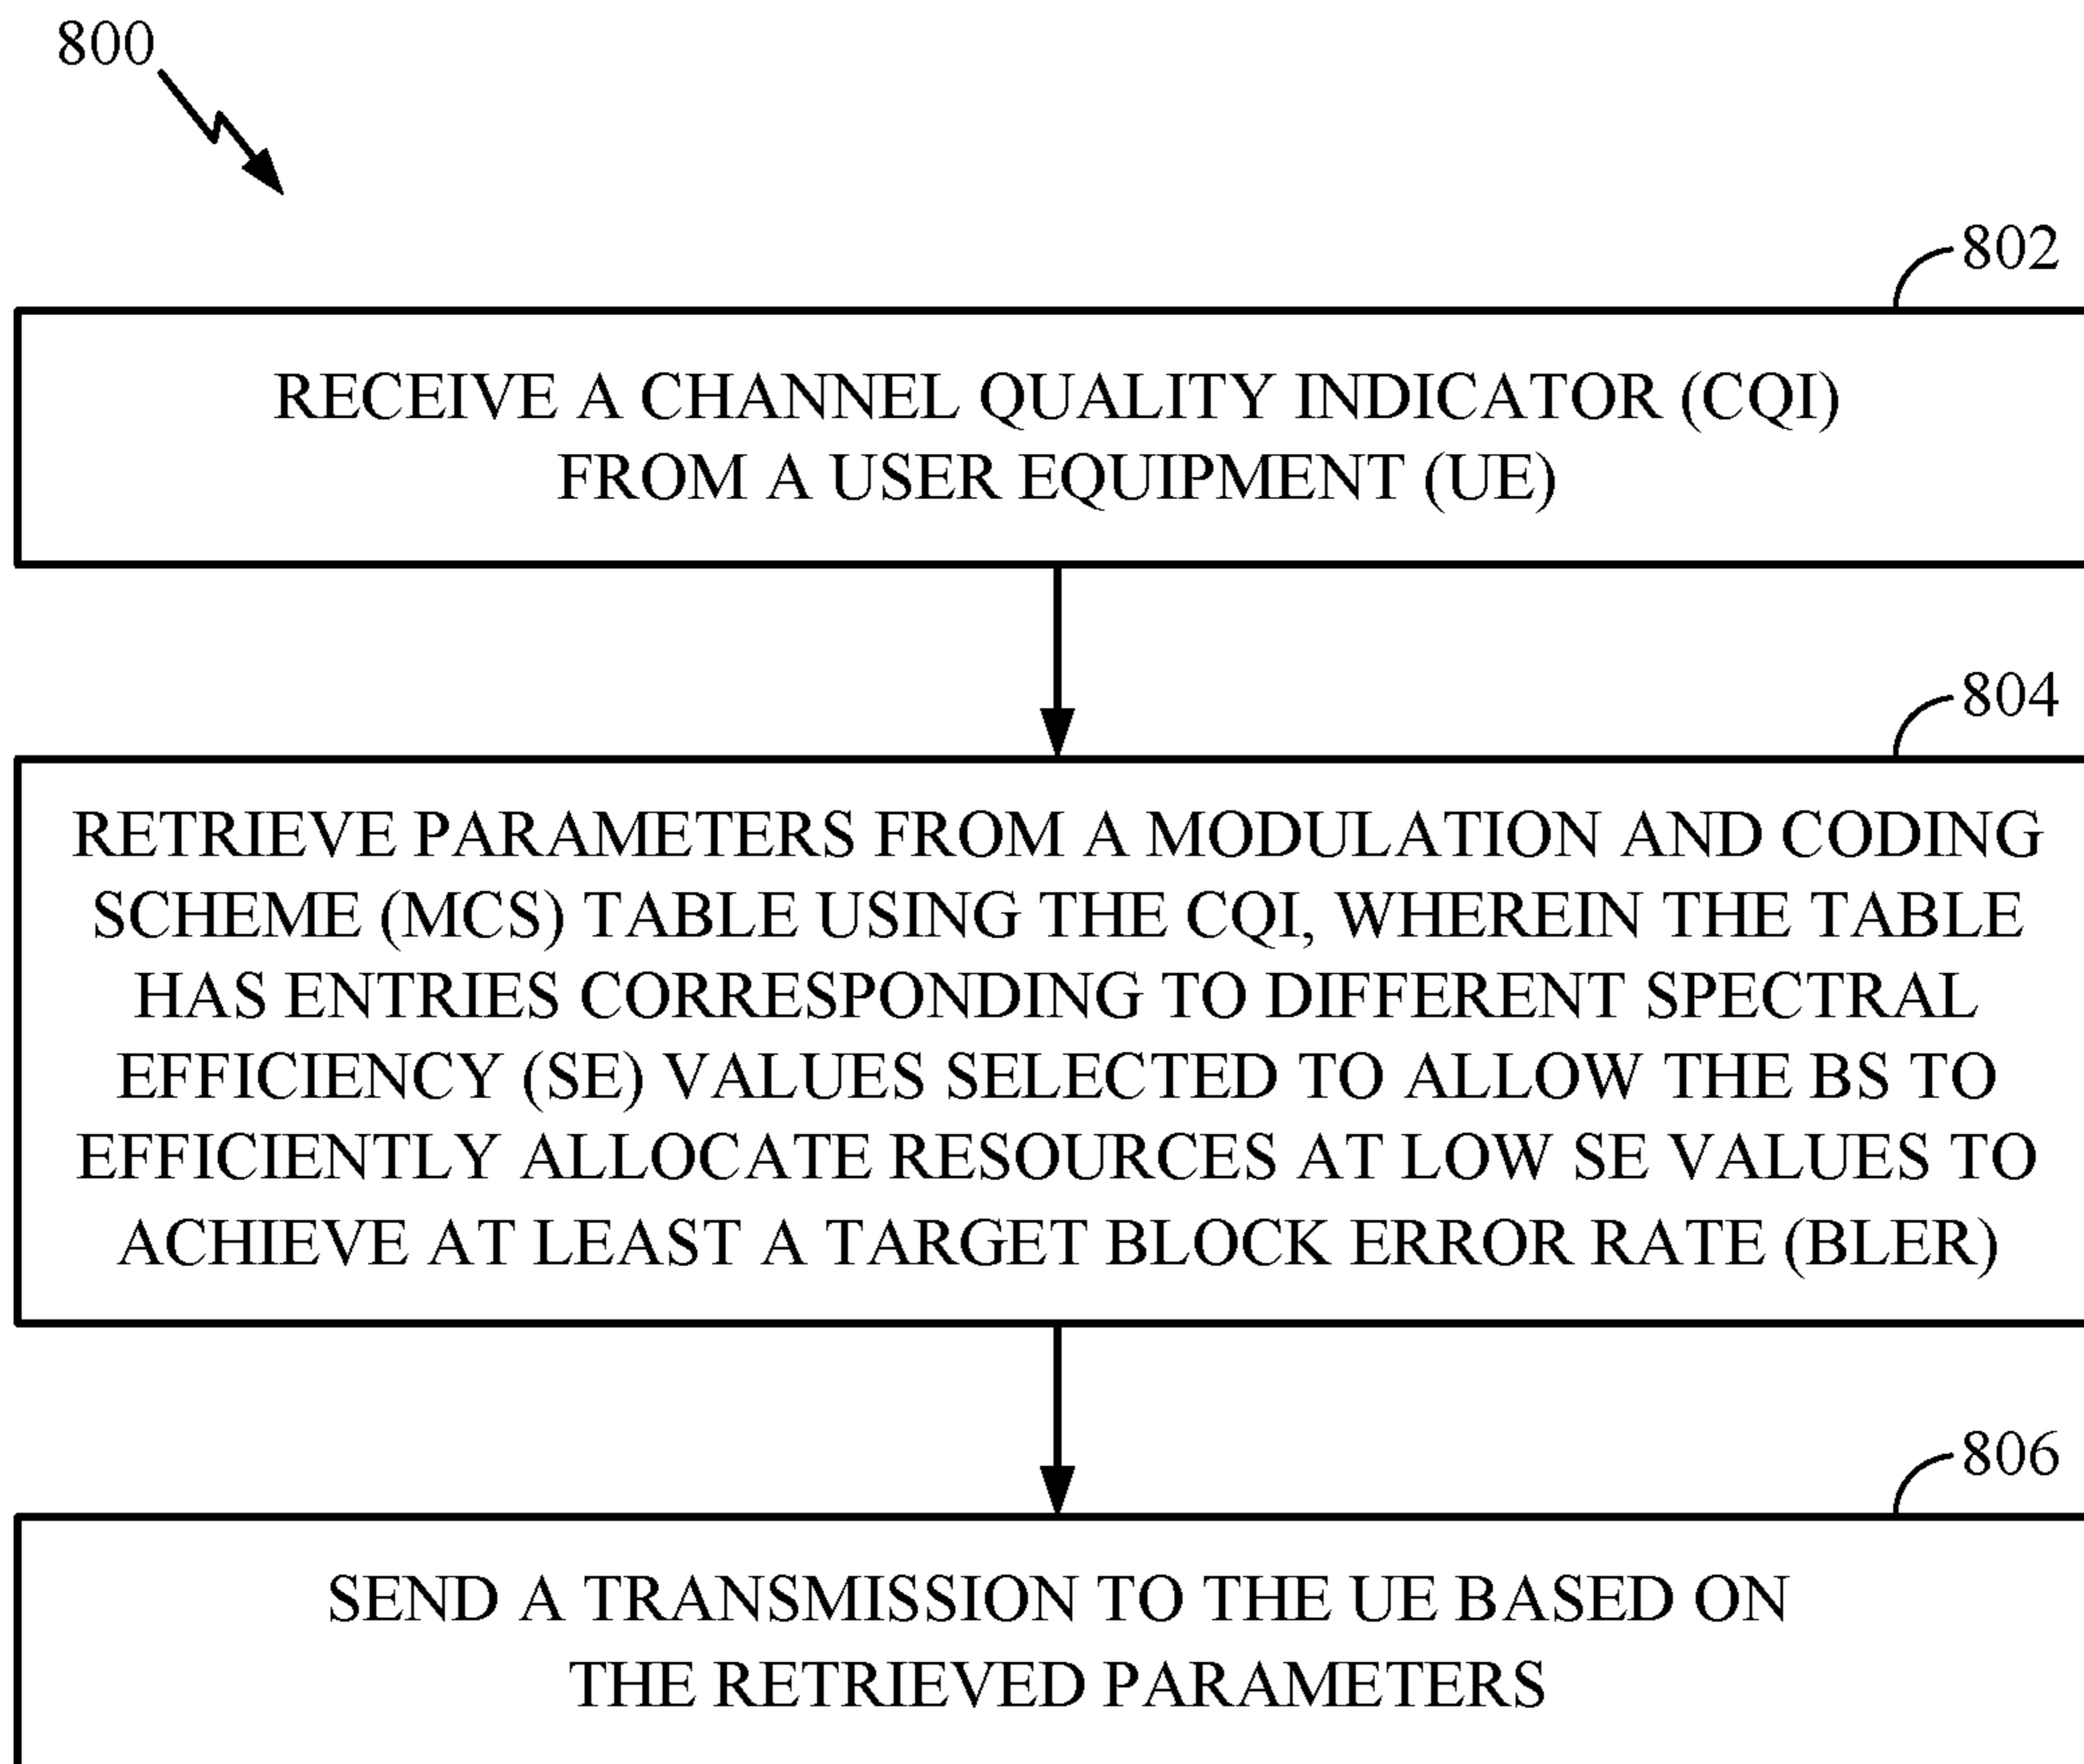 800
802
RECEIVE A CHANNEL QUALITY INDICATOR (CQI)
FROM A USER EQUIPMENT (UE)
804
RETRIEVE PARAMETERS FROM A MODULATION AND CODING
SCHEME (MCS) TABLE USING THE CQI, WHEREIN THE TABLE
HAS ENTRIES CORRESPONDING TO DIFFERENT SPECTRAL
EFFICIENCY (SE) VALUES SELECTED TO ALLOW THE BS TO
EFFICIENTLY ALLOCATE RESOURCES AT LOW SE VALUES TO
ACHIEVE AT LEAST A TARGET BLOCK ERROR RATE (BLER)
806
SEND A TRANSMISSION TO THE UE BASED ON
THE RETRIEVED PARAMETERS